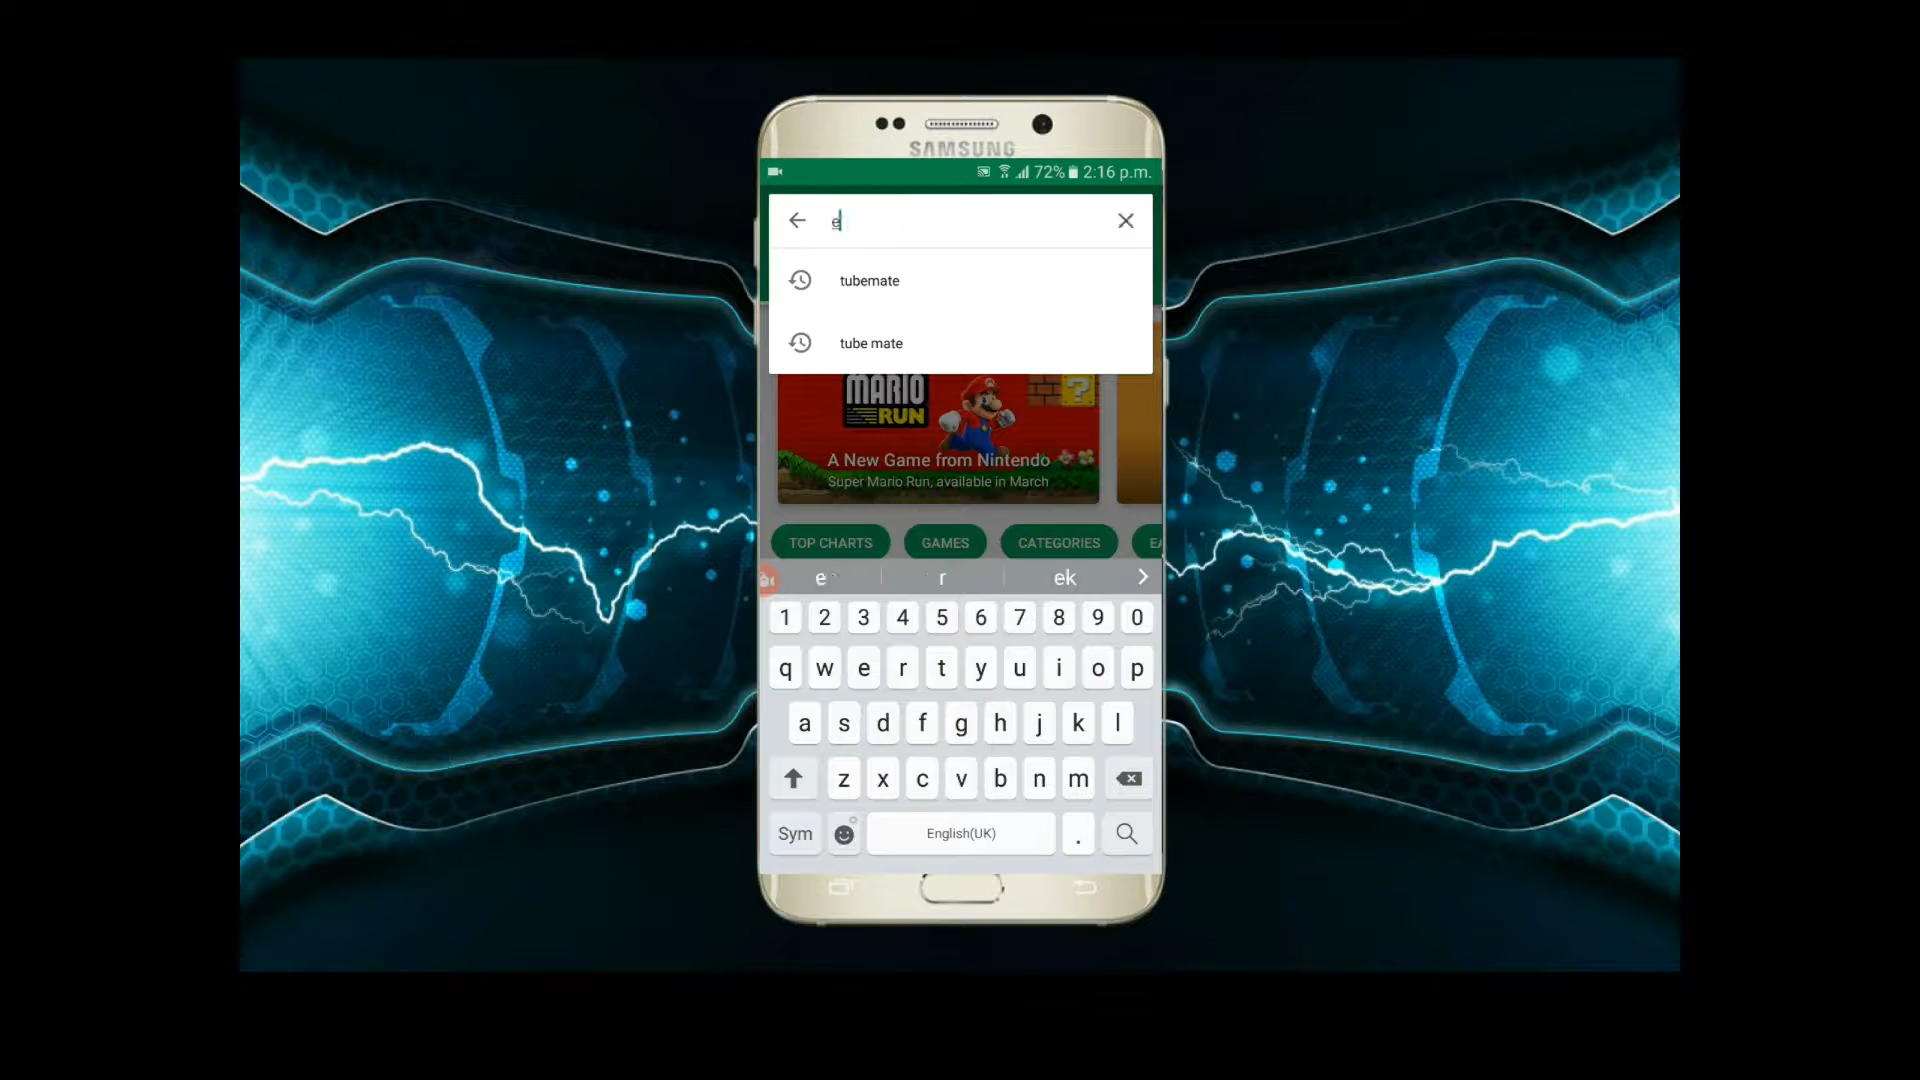 SAMSUNG
72% 2:16 p.m.
e
tubemate
tube mate
MARIO
RUN
A New Game from Nintendo
Super Mario Run, available in March
TOP CHARTS GAMES CATEGORIES
e r ek
1 2 3 4 5 6 7 8 9 0
q w e r t y u i o p
a s d f g h j k l
z x c v b n m
Sym English(UK) .